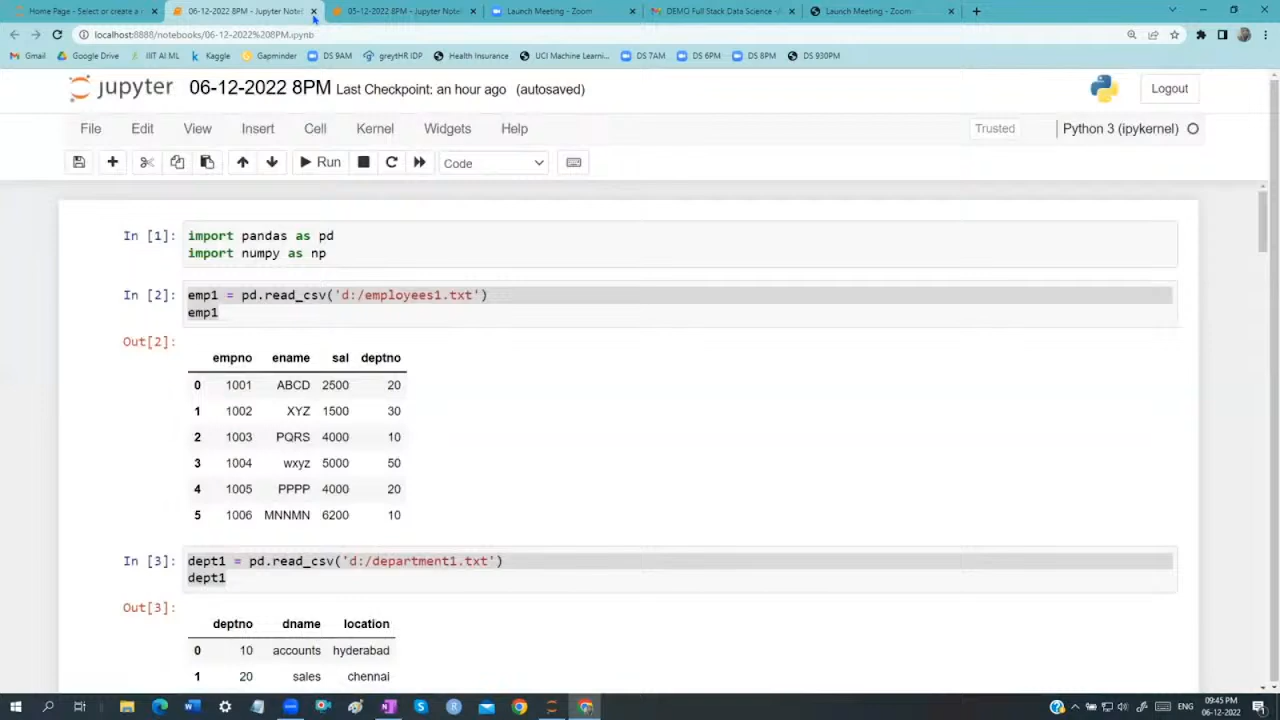 Home Page - Select or create a n
06-12-2022 8PM - Jupyter Noteb
05-12-2022 8PM - Jupyter Noteb
Launch Meeting - Zoom
DEMO Full Stack Data Science -A
Launch Meeting - Zoom
localhost:8888/notebooks/06-12-2022%208PM.ipynb
Gmail Google Drive IIIT AI ML Kaggle Gapminder DS 9AM greytHR IDP Health Insurance UCI Machine Learni... DS 7AM DS 6PM DS 8PM DS 930PM
jupyter 06-12-2022 8PM Last Checkpoint: an hour ago (autosaved) Logout
File Edit View Insert Cell Kernel Widgets Help Trusted Python 3 (ipykernel)
Run Code
In [1]: import pandas as pd
import numpy as np
In [2]: emp1 = pd.read_csv('d:/employees1.txt')
emp1
Out[2]:
empno ename sal deptno
0 1001 ABCD 2500 20
1 1002 XYZ 1500 30
2 1003 PQRS 4000 10
3 1004 wxyz 5000 50
4 1005 PPPP 4000 20
5 1006 MNNMN 6200 10
In [3]: dept1 = pd.read_csv('d:/department1.txt')
dept1
Out[3]:
deptno dname location
0 10 accounts hyderabad
1 20 sales chennai
ENG 09:45 PM
06-12-2022